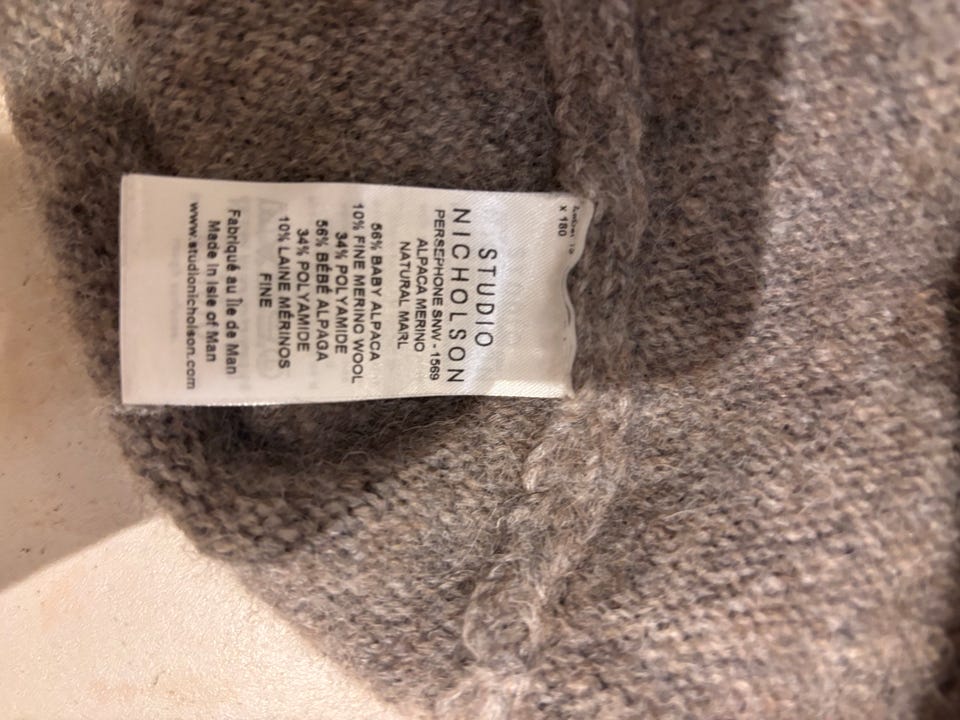 x 180
STUDIO
NICHOLSON
PERSEPHONE SNW - 1569
ALPACA MERINO
NATURAL MARL
56% BABY ALPACA
10% FINE MERINO WOOL
34% POLYAMIDE
56% BÉBÉ ALPAGA
34% POLYAMIDE
10% LAINE MÉRINOS
FINE
Fabriqué au Île de Man
Made in Isle of Man
www.studionicholson.com